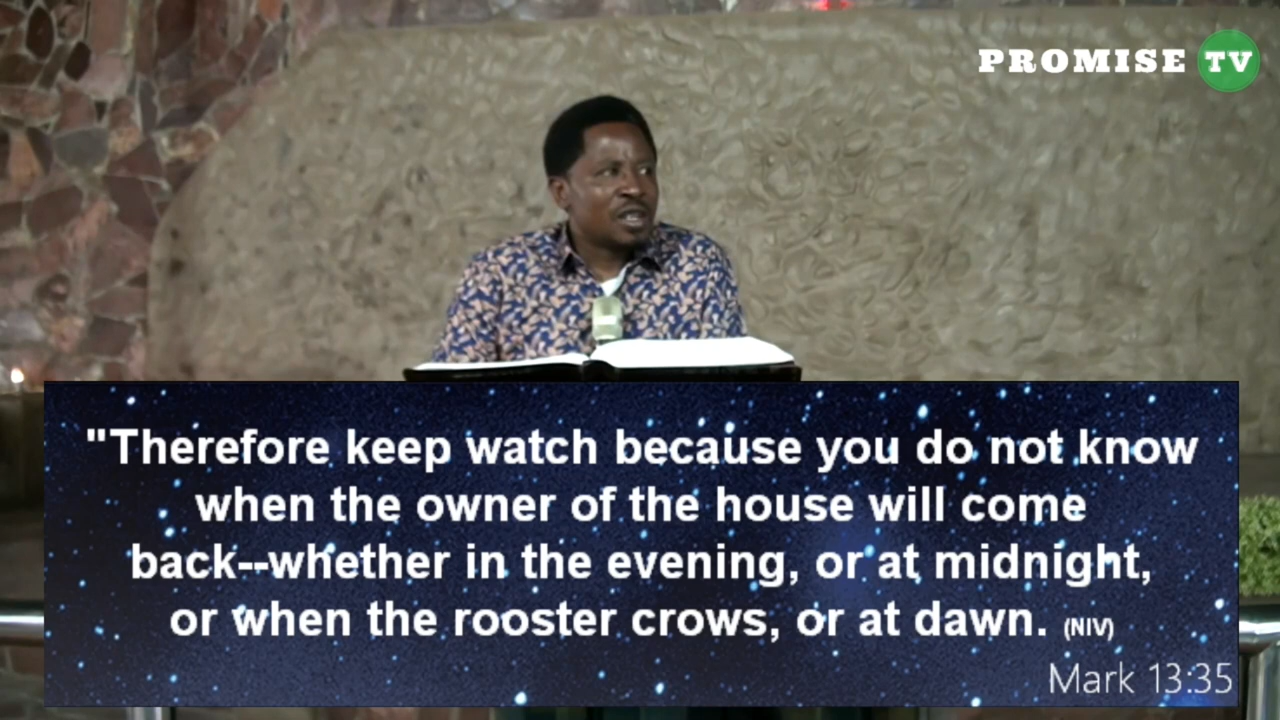 PROMISE TV
"Therefore keep watch because you do not know
when the owner of the house will come
back--whether in the evening, or at midnight,
or when the rooster crows, or at dawn. (NIV)
Mark 13:35